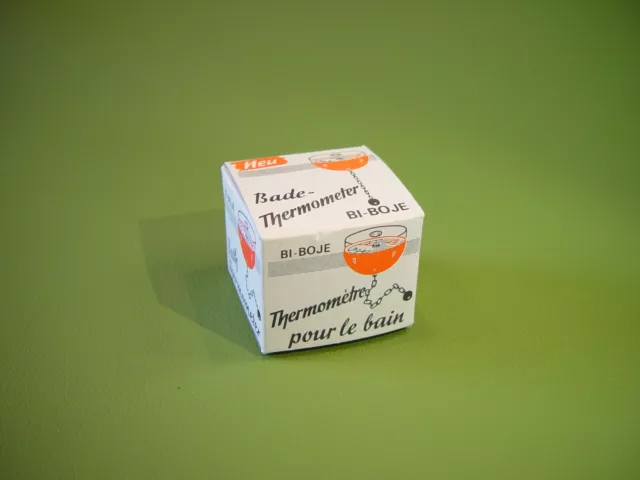 Neu
Bade-
Thermometer
BI-BOJE
BI-BOJE
Thermomètre
pour le bain